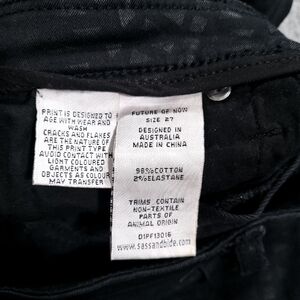 PRINT IS DESIGNED TO
AGE WITH WEAR AND
WASH
CRACKS AND FLAKES
ARE THE NATURE OF
THIS PRINT TYPE
AVOID CONTACT WITH
LIGHT COLOURED
GARMENTS AND
OBJECTS AS COLOUR
MAY TRANSFER
FUTURE OF NOW
SIZE 27
DESIGNED IN
AUSTRALIA
MADE IN CHINA
98%COTTON
2%ELASTANE
TRIMS CONTAIN
NON-TEXTILE
PARTS OF
ANIMAL ORIGIN
01PF13016
www.sassandbide.com